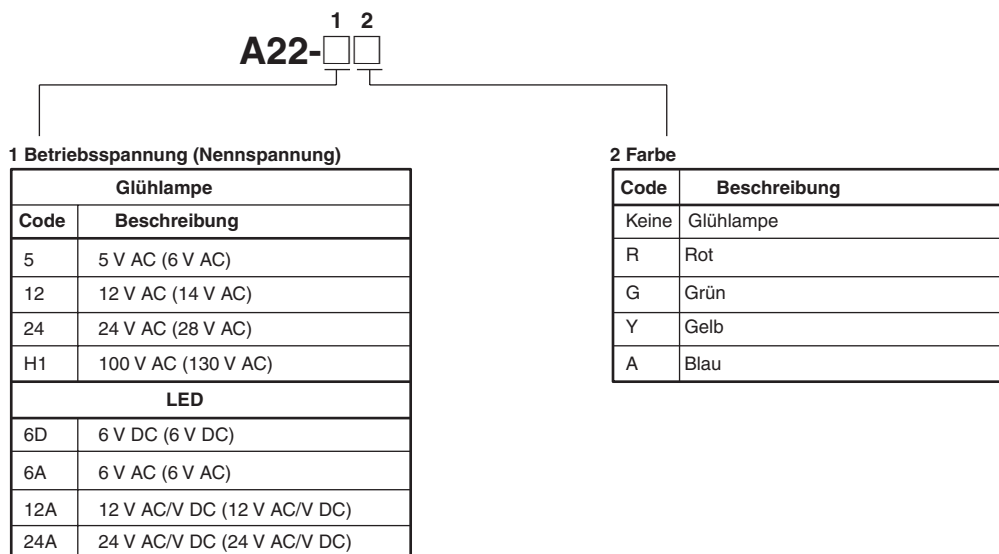 1 2
A22-
1 Betriebsspannung (Nennspannung)
Glühlampe
Code Beschreibung
5 5 V AC (6 V AC)
12 12 V AC (14 V AC)
24 24 V AC (28 V AC)
H1 100 V AC (130 V AC)
LED
6D 6 V DC (6 V DC)
6A 6 V AC (6 V AC)
12A 12 V AC/V DC (12 V AC/V DC)
24A 24 V AC/V DC (24 V AC/V DC)
2 Farbe
Code Beschreibung
Keine Glühlampe
R Rot
G Grün
Y Gelb
A Blau